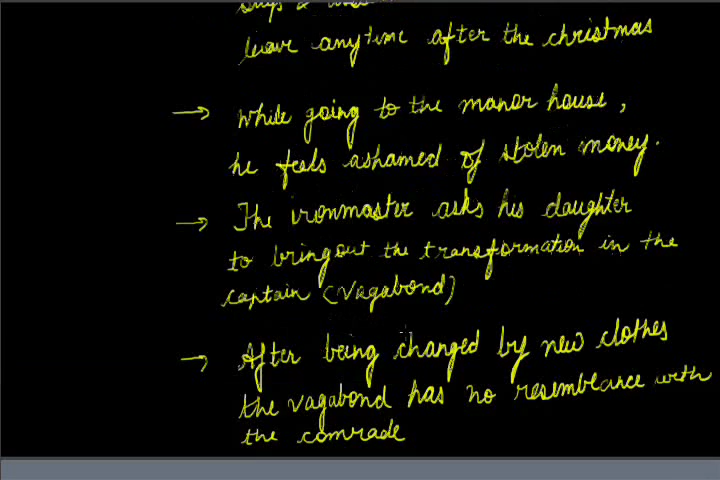 leave anytime after the christmas
→ while going to the manor house,
he feels ashamed of stolen money.
→ The ironmaster asks his daughter
to bring out the transformation in the
captain (vagabond)
→ After being changed by new clothes
the vagabond has no resemblance with
the comrade